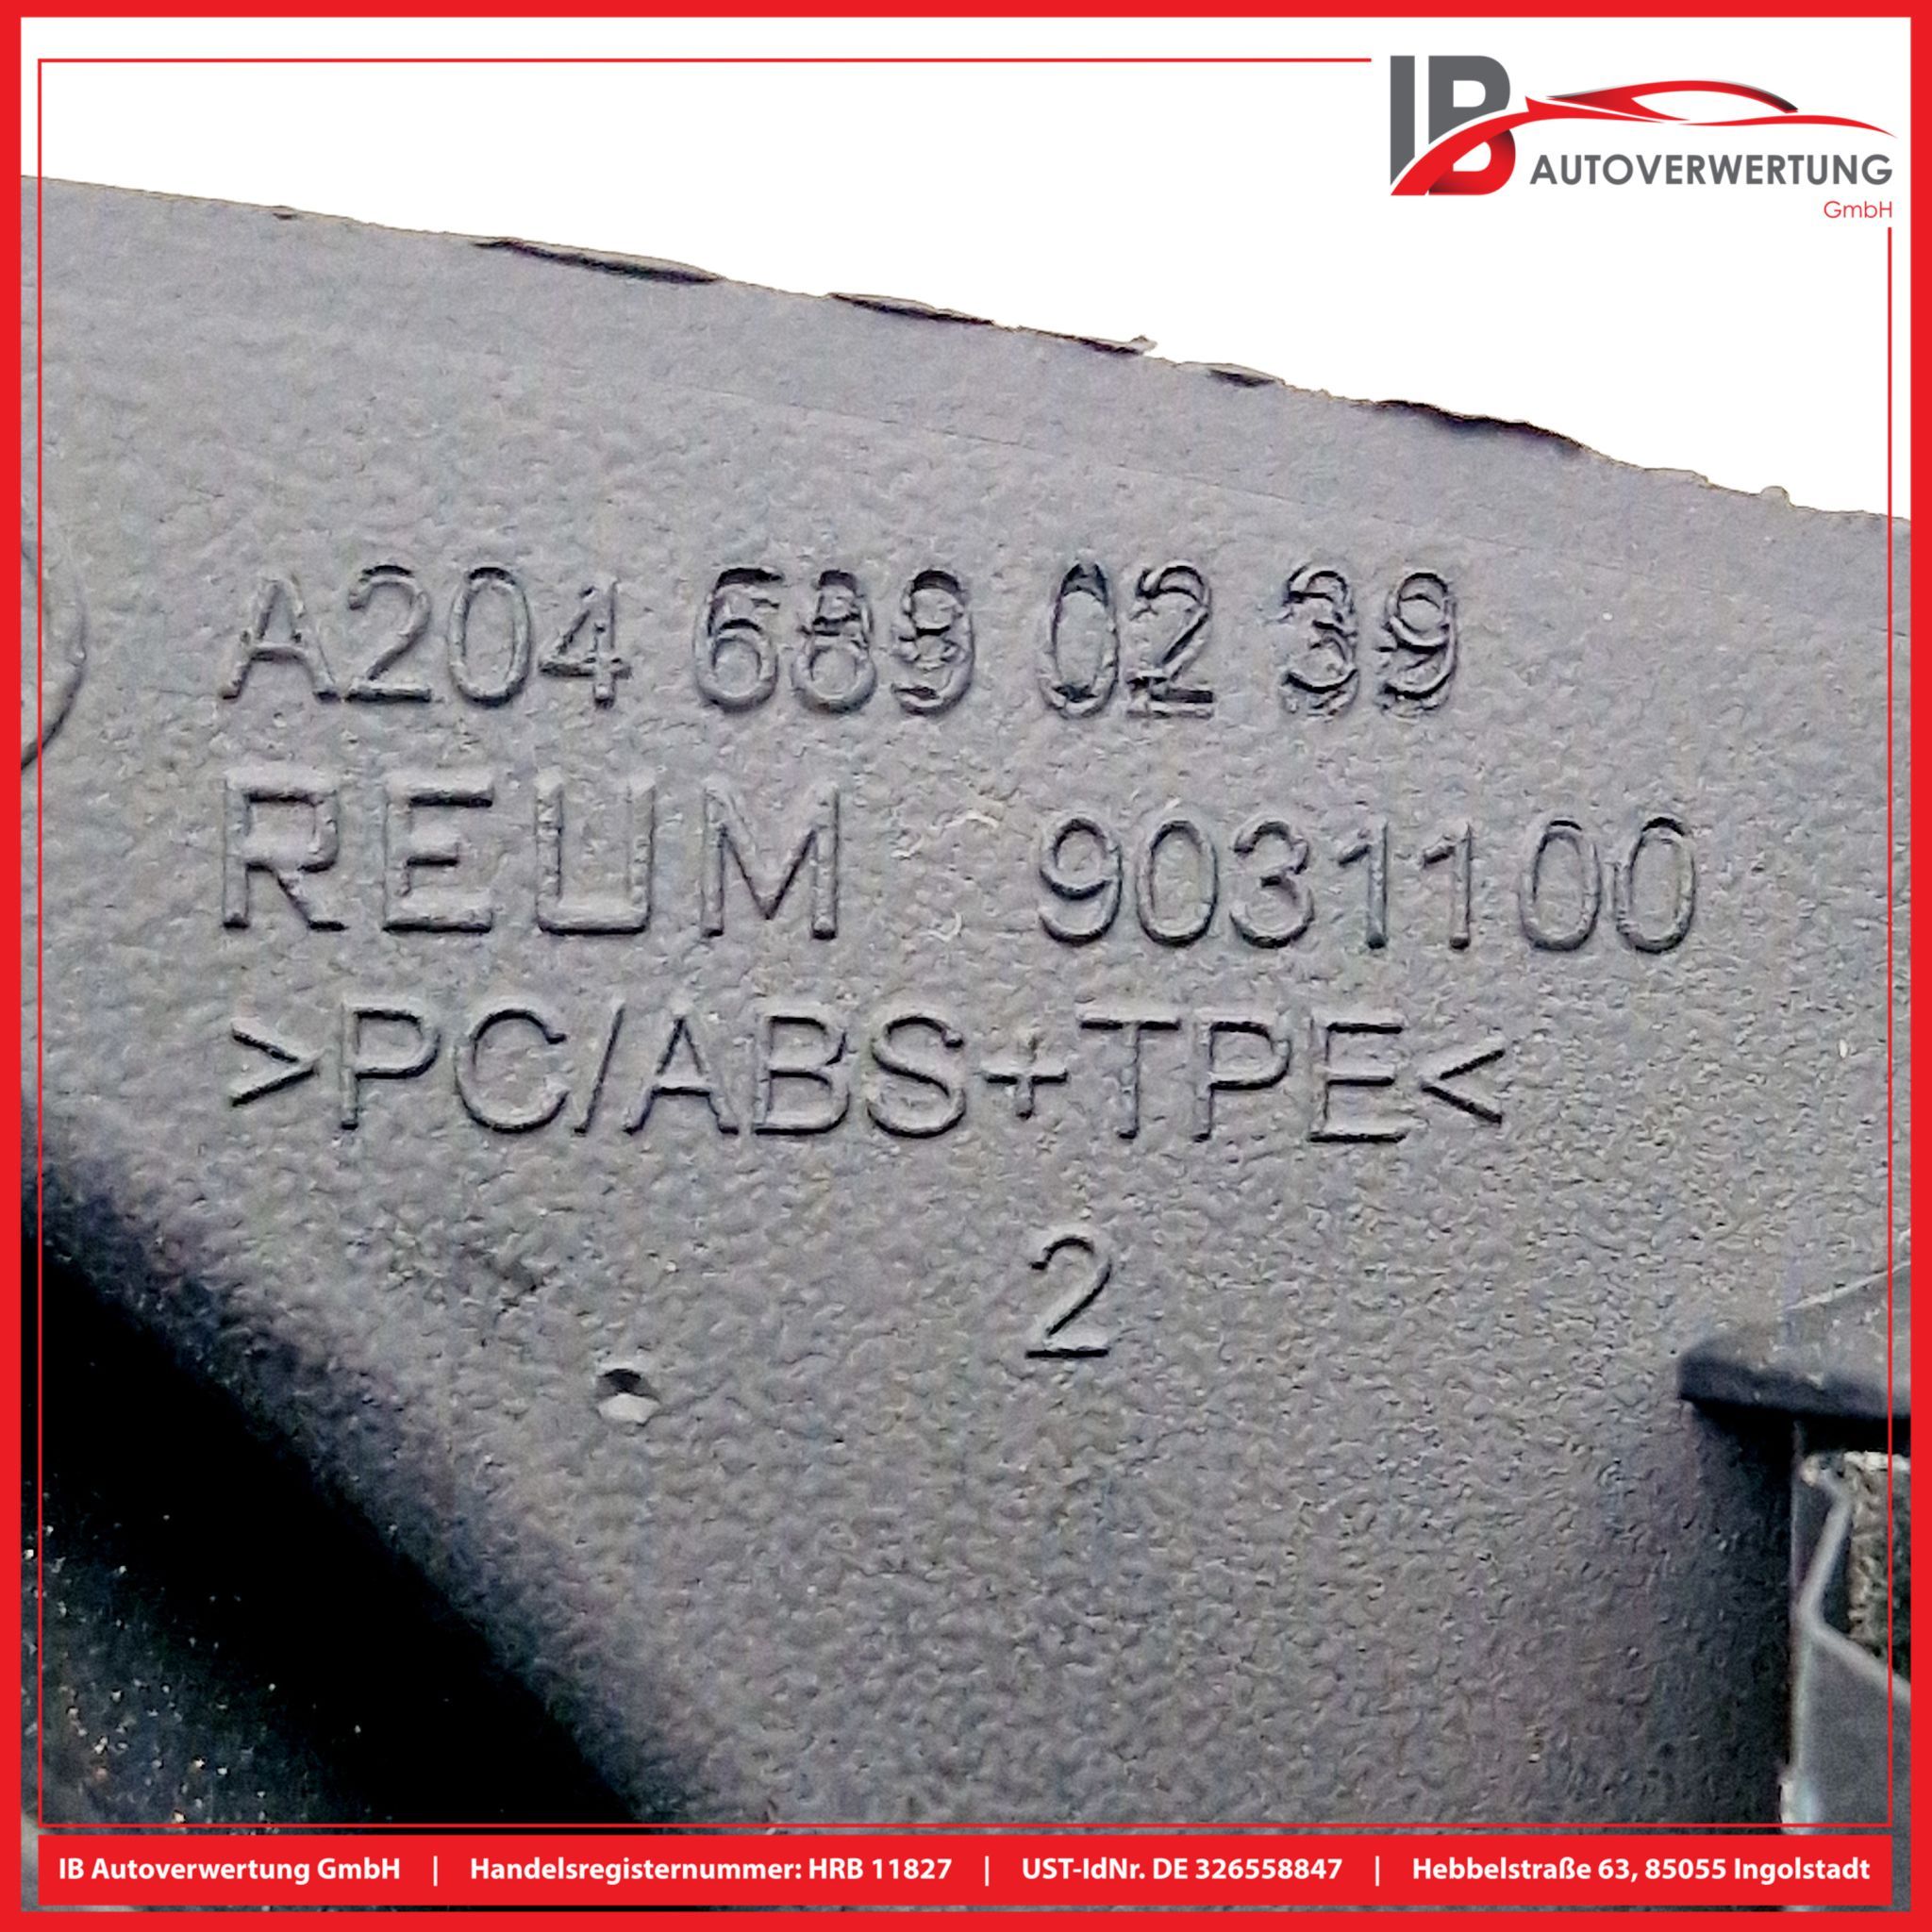 IB
AUTOVERWERTUNG
GmbH
A204 689 02 39
REUM 9031100
>PC/ABS+TPE<
2
IB Autoverwertung GmbH | Handelsregisternummer: HRB 11827 | UST-IdNr. DE 326558847 | Hebbelstraße 63, 85055 Ingolstadt